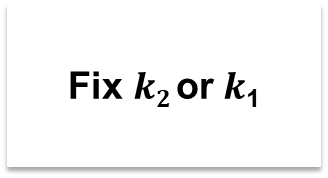 Fix k₂ or k₁